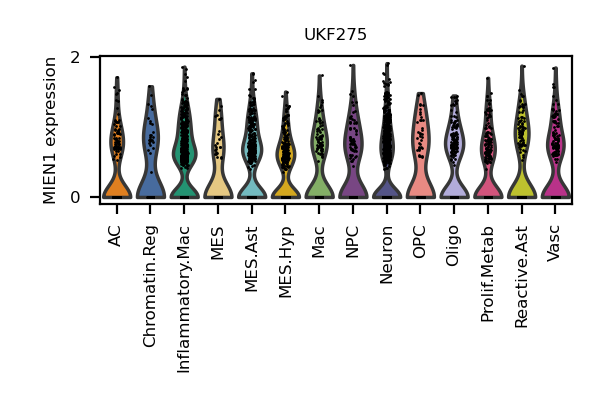 UKF275
MIEN1 expression
2
0
AC
Chromatin.Reg
Inflammatory.Mac
MES
MES.Ast
MES.Hyp
Mac
NPC
Neuron
OPC
Oligo
Prolif.Metab
Reactive.Ast
Vasc